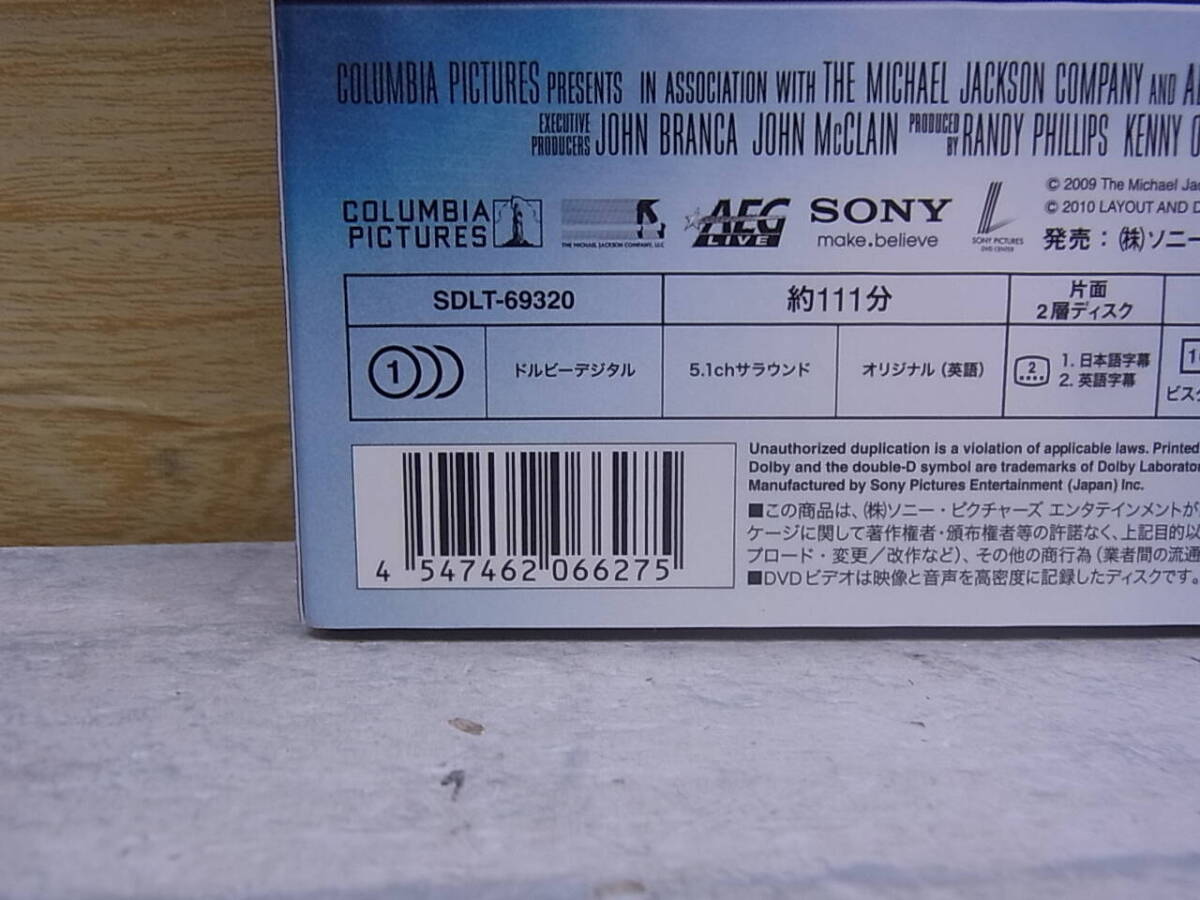 COLUMBIA PICTURES PRESENTS IN ASSOCIATION WITH THE MICHAEL JACKSON COMPANY AND
EXECUTIVE PRODUCERS JOHN BRANCA JOHN McCLAIN PRODUCED BY RANDY PHILLIPS KENNY
COLUMBIA PICTURES
THE MICHAEL JACKSON COMPANY, LLC
AEG LIVE
SONY
make.believe
SONY PICTURES
DVD CENTER
© 2009 The Michael Jac
© 2010 LAYOUT AND D
発売:(株)ソニー
SDLT-69320
約111分
片面
2層ディスク
1
ドルビーデジタル
5.1chサラウンド
オリジナル(英語)
2
1. 日本語字幕
2. 英語字幕
ビスタ
Unauthorized duplication is a violation of applicable laws. Printed
Dolby and the double-D symbol are trademarks of Dolby Laborator
Manufactured by Sony Pictures Entertainment (Japan) Inc.
■この商品は、(株)ソニー・ピクチャーズ エンタテインメントが
ケージに関して著作権者・頒布権者等の許諾なく、上記目的以
プロード・変更/改作など)、その他の商行為(業者間の流通
■DVDビデオは映像と音声を高密度に記録したディスクです。
4 547462 066275